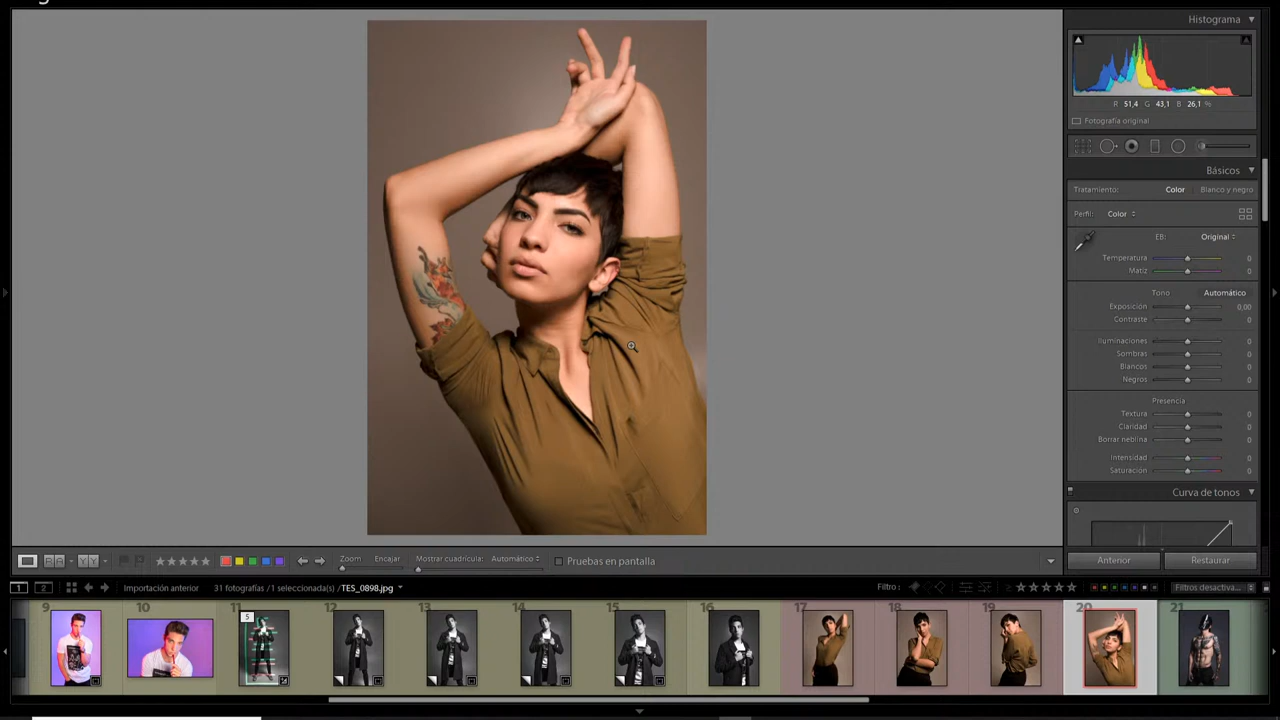 Histograma
R 51,4 G 43,1 B 26,1 %
Fotografía original
Básicos
Tratamiento: Color Blanco y negro
Perfil: Color
EB: Original
Temperatura 0
Matiz 0
Tono Automático
Exposición 0,00
Contraste 0
Iluminaciones 0
Sombras 0
Blancos 0
Negros 0
Presencia
Textura 0
Claridad 0
Borrar neblina 0
Intensidad 0
Saturación 0
Curva de tonos
Anterior Restaurar
Zoom Encajar Mostrar cuadrícula: Automático Pruebas en pantalla
1 2 Importación anterior 31 fotografías /1 seleccionada(s) /TES_0898.jpg Filtro: Filtros desactiva...
9 10 11 12 13 14 15 16 17 18 19 20 21
5